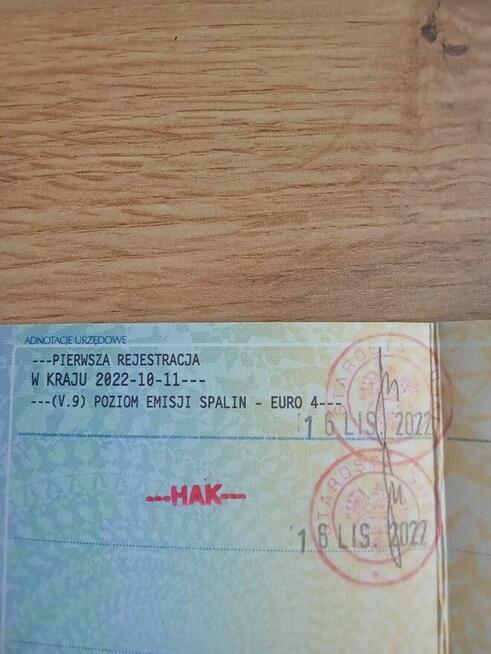 ADNOTACJE URZĘDOWE
---PIERWSZA REJESTRACJA
W KRAJU 2022-10-11---
---(V.9) POZIOM EMISJI SPALIN - EURO 4---
16 LIS. 2022
---HAK---
16 LIS. 2022
STAROSTA